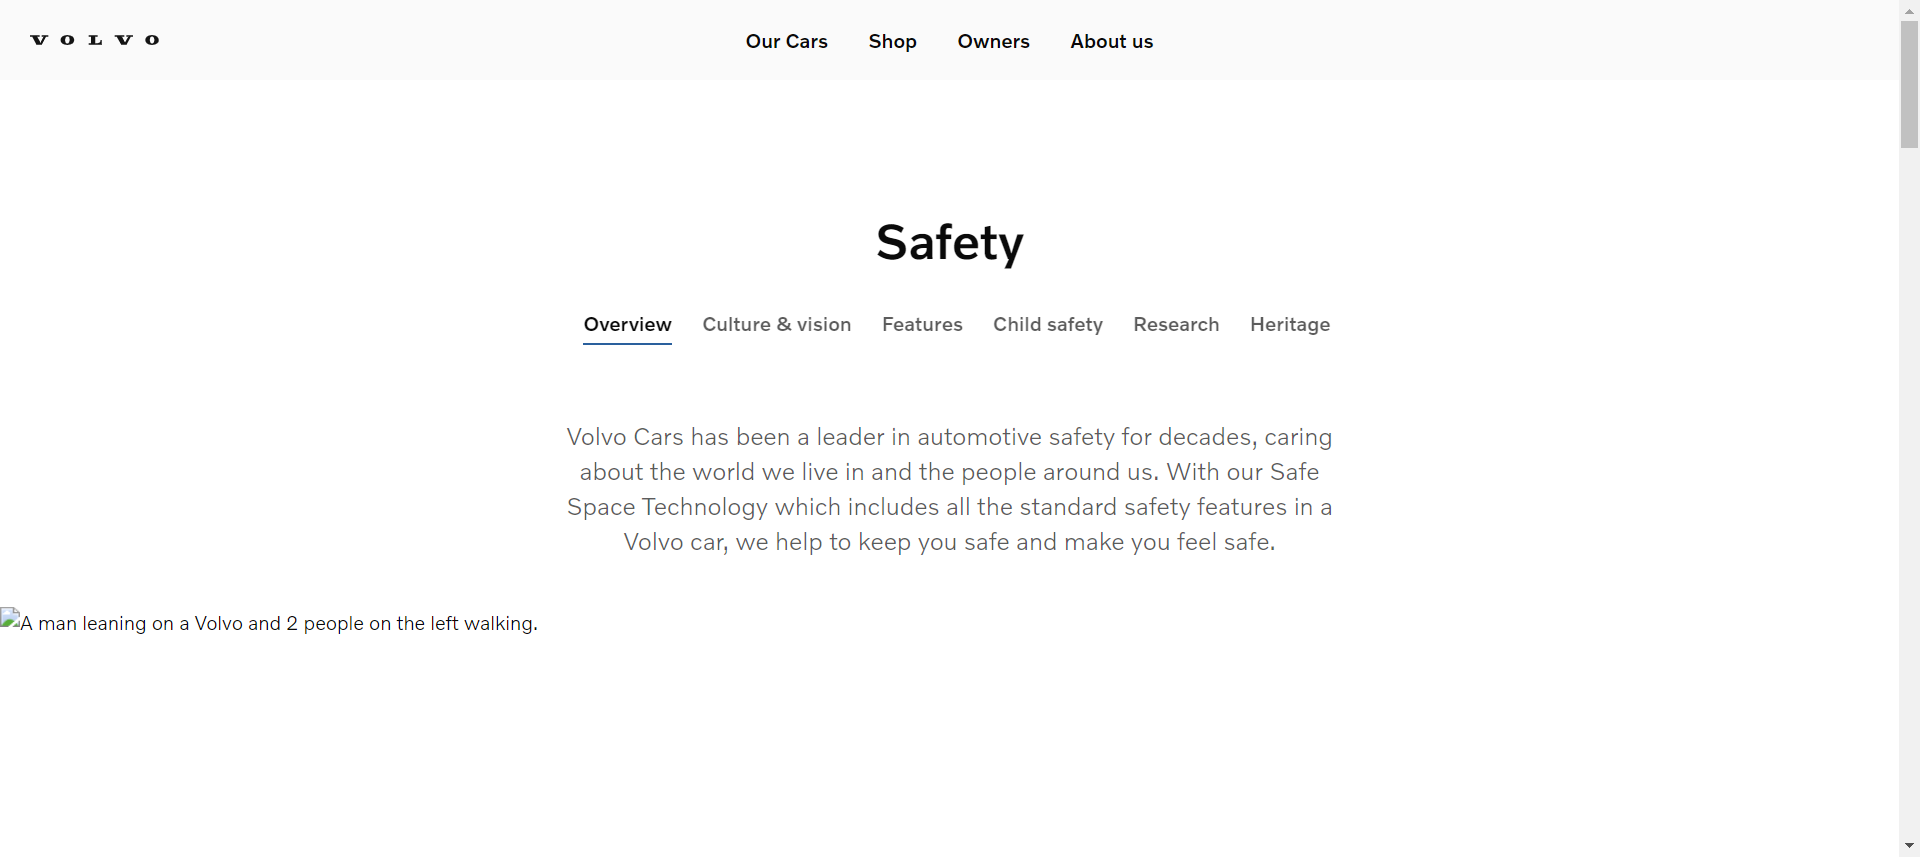 VOLVO
Our Cars Shop Owners About us
Safety
Overview Culture & vision Features Child safety Research Heritage
Volvo Cars has been a leader in automotive safety for decades, caring
about the world we live in and the people around us. With our Safe
Space Technology which includes all the standard safety features in a
Volvo car, we help to keep you safe and make you feel safe.
A man leaning on a Volvo and 2 people on the left walking.